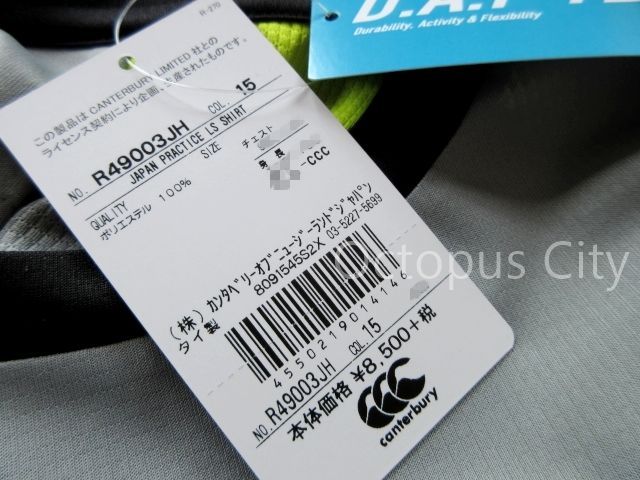 R-270
D.A.F
Durability, Activity & Flexibility
この製品は CANTERBURY LIMITED 社との
ライセンス契約により企画、生産されたものです。
NO. R49003JH COL. 15
JAPAN PRACTICE LS SHIRT
QUALITY SIZE
ポリエステル 100%
チェスト
身長
-CCC
(株) カンタベリーオブニュージーランドジャパン
タイ製 8091545S2X 03-5227-5699
4550219014146
NO. R49003JH COL. 15
本体価格 ¥8,500+税
CCC
canterbury
Octopus City